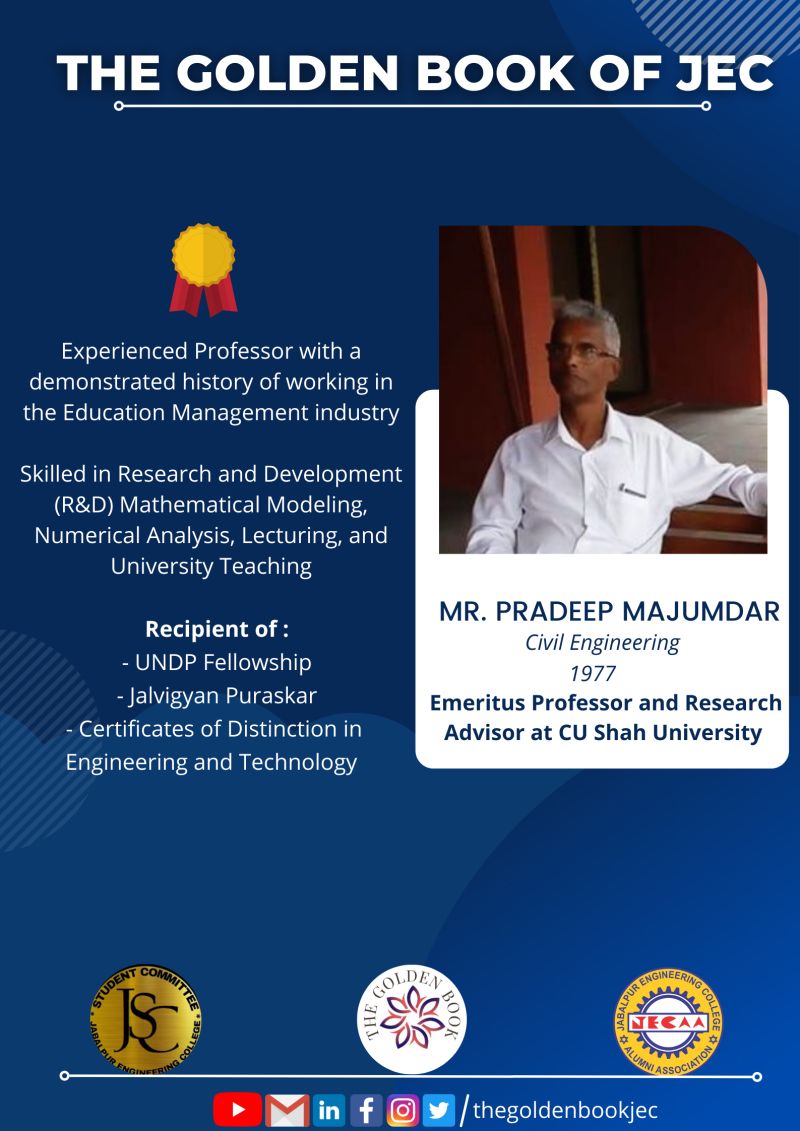 THE GOLDEN BOOK OF JEC
Experienced Professor with a
demonstrated history of working in
the Education Management industry
Skilled in Research and Development
(R&D) Mathematical Modeling,
Numerical Analysis, Lecturing, and
University Teaching
Recipient of :
- UNDP Fellowship
- Jalvigyan Puraskar
- Certificates of Distinction in
Engineering and Technology
MR. PRADEEP MAJUMDAR
Civil Engineering
1977
Emeritus Professor and Research
Advisor at CU Shah University
STUDENT COMMITTEE
JSC
JABALPUR ENGINEERING COLLEGE
THE GOLDEN BOOK
JABALPUR ENGINEERING COLLEGE
JECAA
ALUMNI ASSOCIATION
/thegoldenbookjec